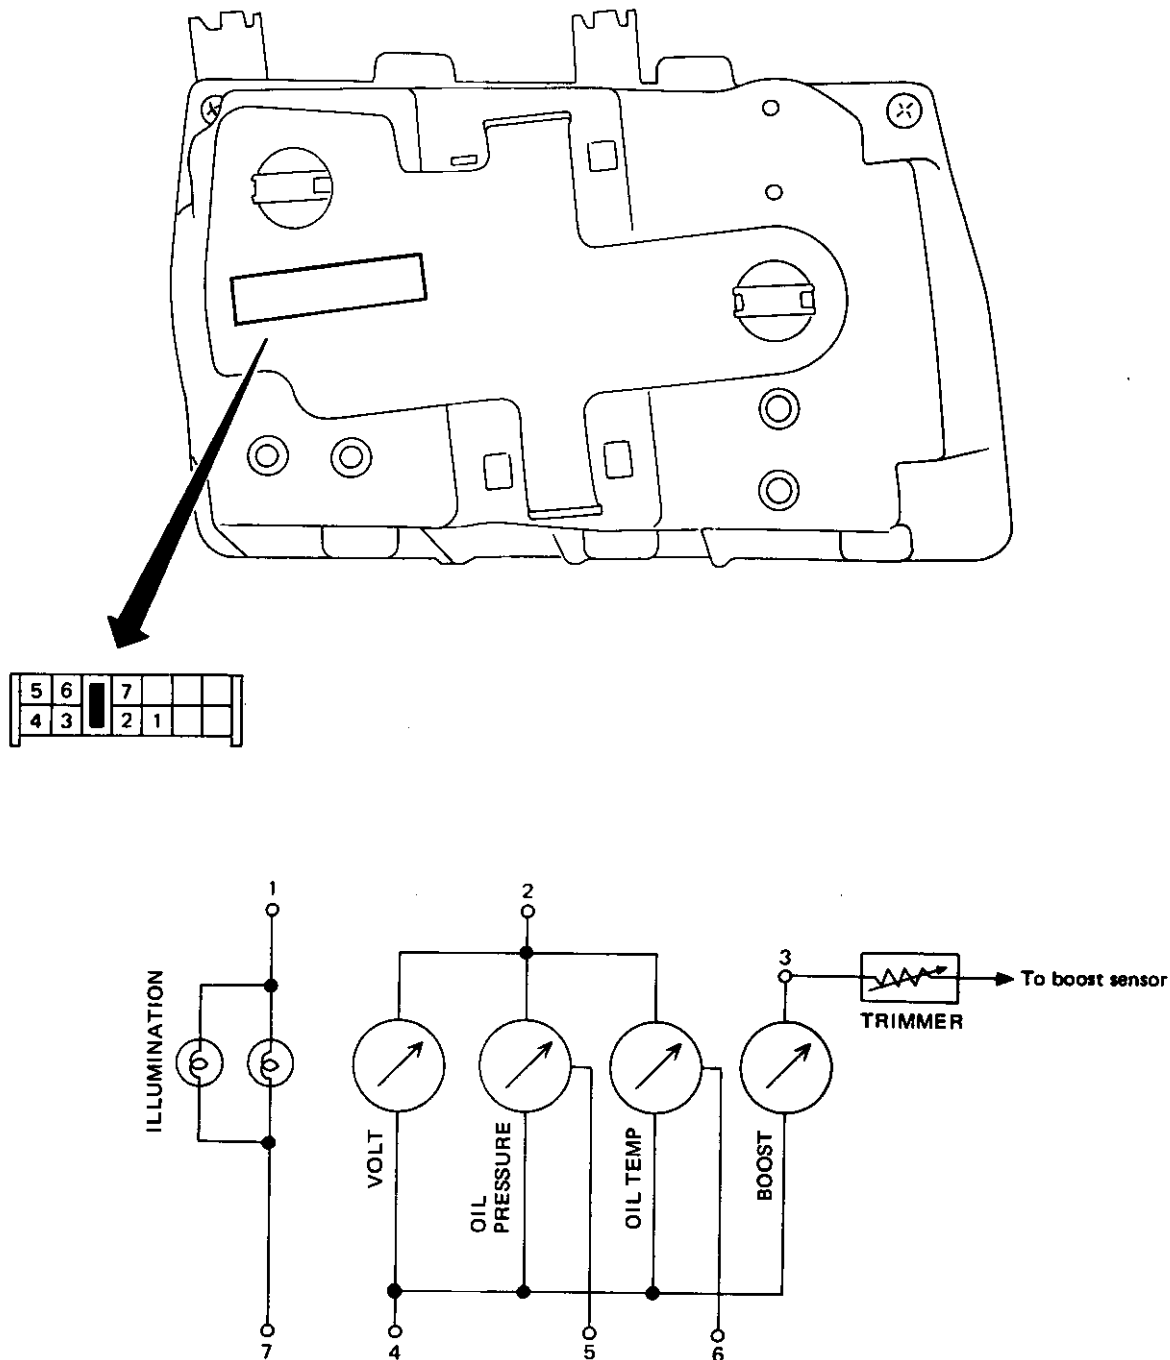 5 6 7
4 3 2 1
1
2
3
To boost sensor
TRIMMER
ILLUMINATION
VOLT
OIL
PRESSURE
OIL TEMP
BOOST
7
4
5
6